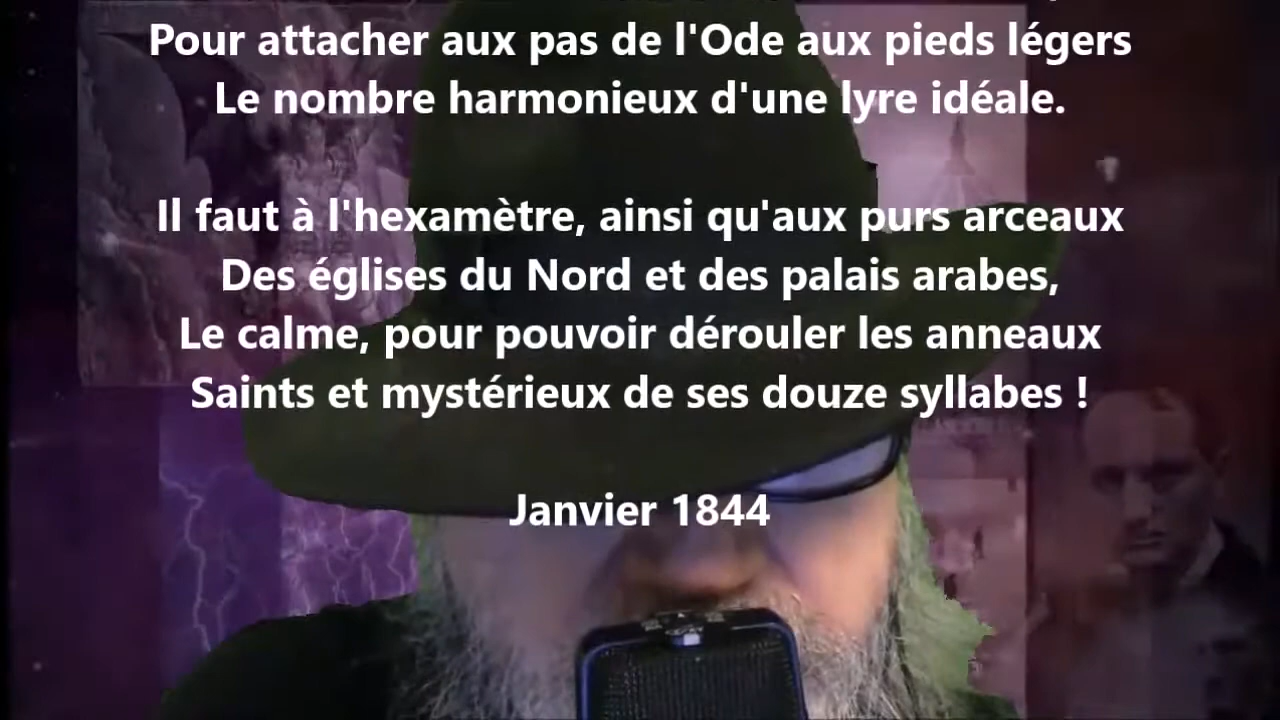 Pour attacher aux pas de l'Ode aux pieds légers
Le nombre harmonieux d'une lyre idéale.
Il faut à l'hexamètre, ainsi qu'aux purs arceaux
Des églises du Nord et des palais arabes,
Le calme, pour pouvoir dérouler les anneaux
Saints et mystérieux de ses douze syllabes !
Janvier 1844